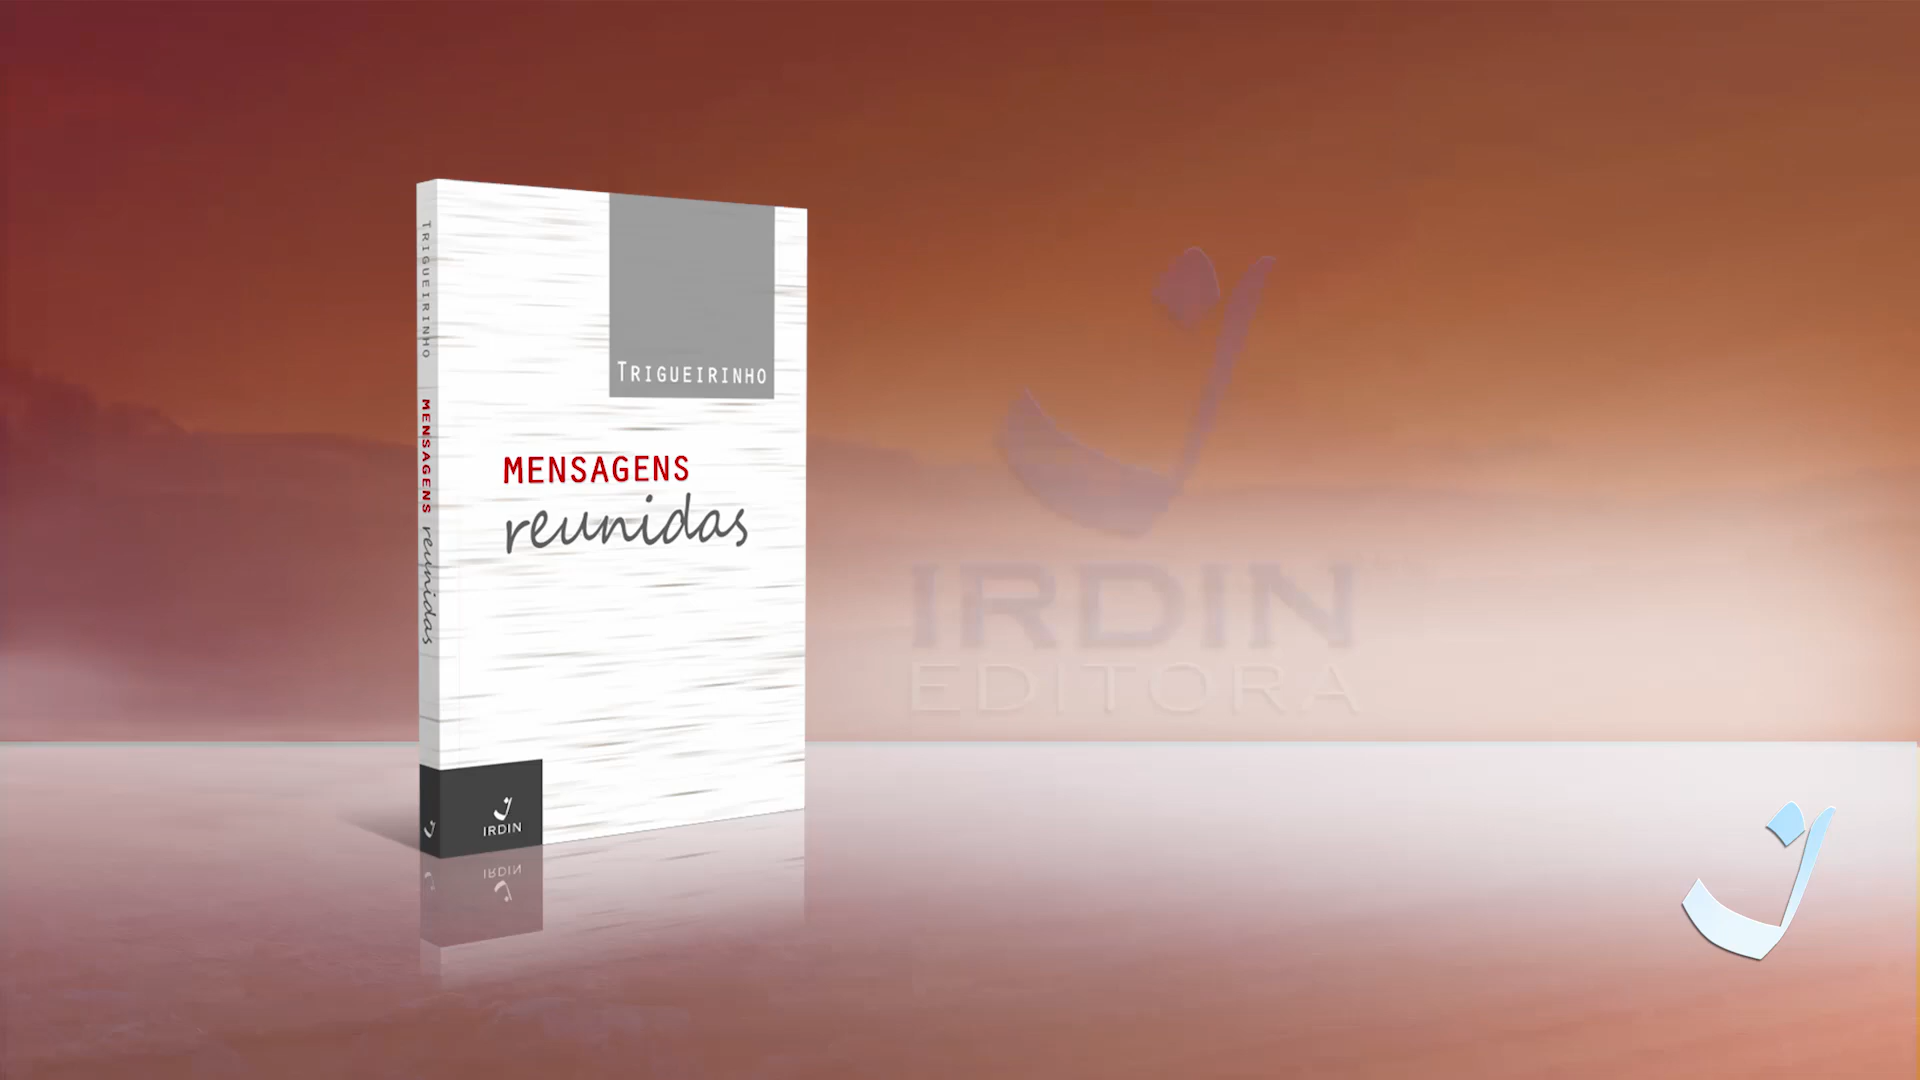 TRIGUEIRINHO
MENSAGENS reunidas
TRIGUEIRINHO
MENSAGENS
reunidas
IRDIN
IRDIN
EDITORA